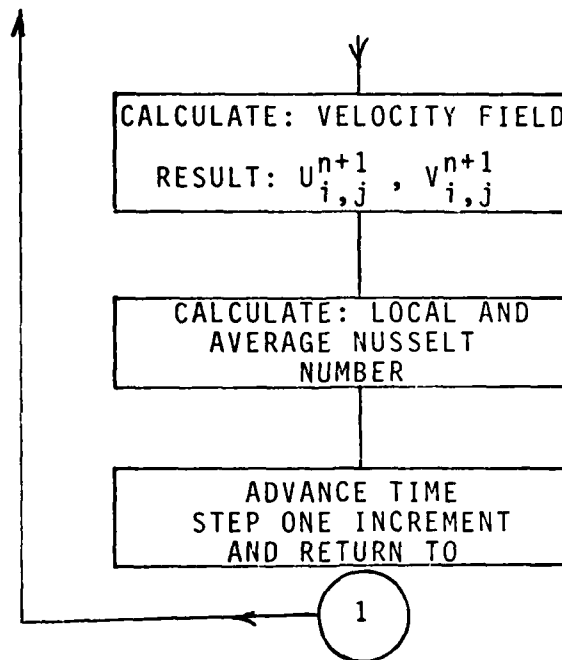 CALCULATE: VELOCITY FIELD
RESULT: U^{n+1}_{i,j} , V^{n+1}_{i,j}
CALCULATE: LOCAL AND
AVERAGE NUSSELT
NUMBER
ADVANCE TIME
STEP ONE INCREMENT
AND RETURN TO
1